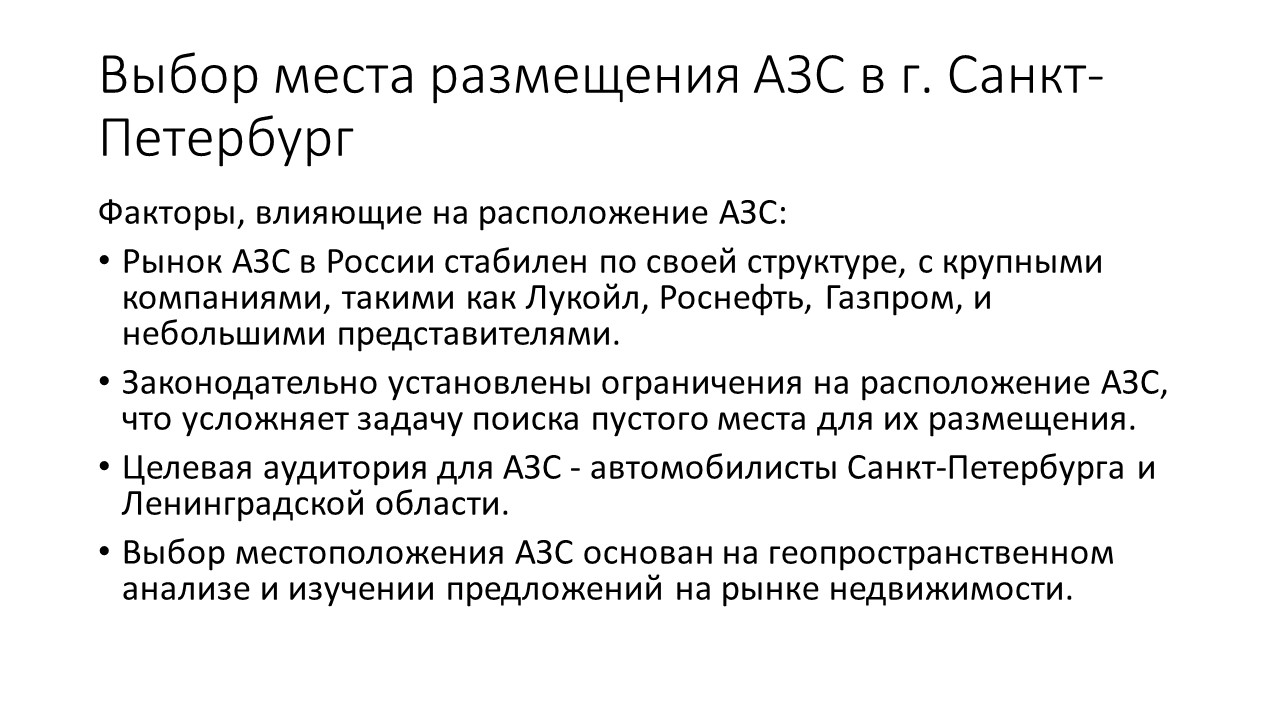 Выбор места размещения АЗС в г. Санкт-
Петербург
Факторы, влияющие на расположение АЗС:
• Рынок АЗС в России стабилен по своей структуре, с крупными
компаниями, такими как Лукойл, Роснефть, Газпром, и
небольшими представителями.
• Законодательно установлены ограничения на расположение АЗС,
что усложняет задачу поиска пустого места для их размещения.
• Целевая аудитория для АЗС - автомобилисты Санкт-Петербурга и
Ленинградской области.
• Выбор местоположения АЗС основан на геопространственном
анализе и изучении предложений на рынке недвижимости.